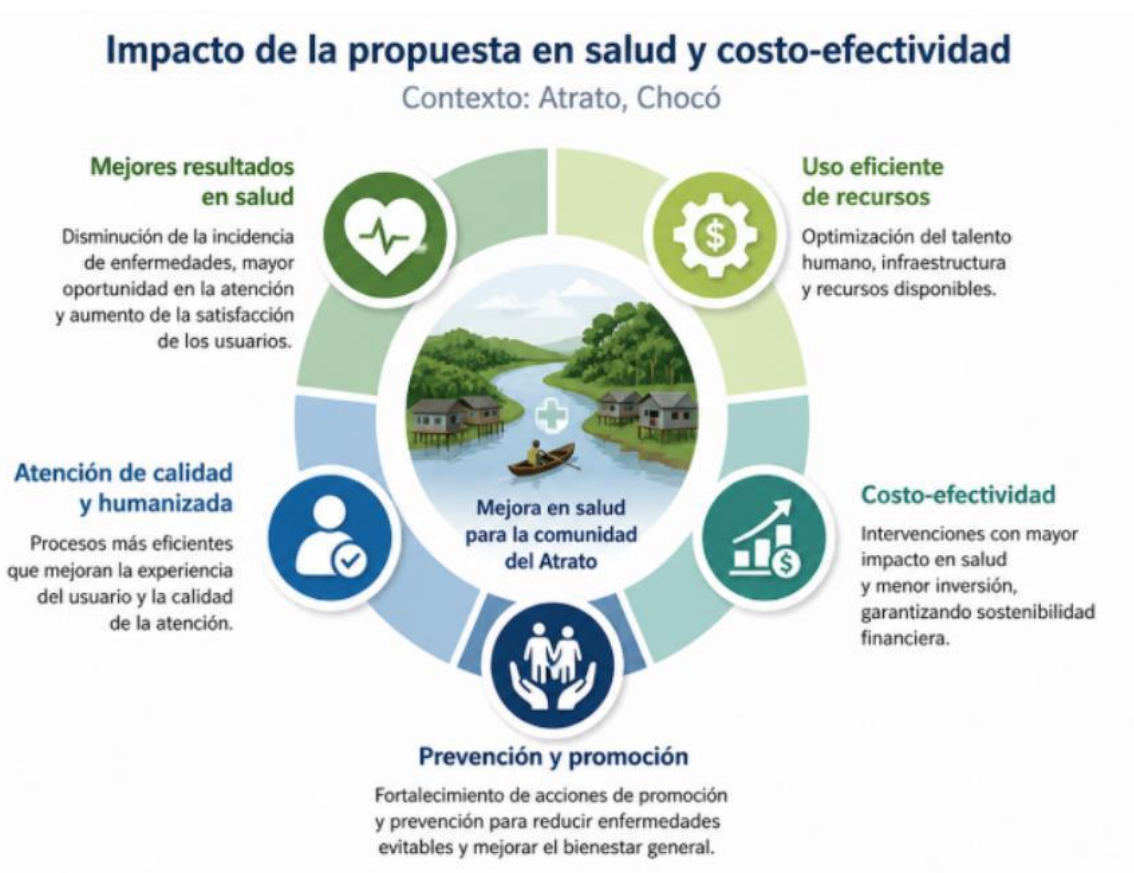 Impacto de la propuesta en salud y costo-efectividad
Contexto: Atrato, Chocó
Mejores resultados
en salud
Disminución de la incidencia
de enfermedades, mayor
oportunidad en la atención
y aumento de la satisfacción
de los usuarios.
Uso eficiente
de recursos
Optimización del talento
humano, infraestructura
y recursos disponibles.
$
Atención de calidad
y humanizada
Procesos más eficientes
que mejoran la experiencia
del usuario y la calidad
de la atención.
Mejora en salud
para la comunidad
del Atrato
Costo-efectividad
Intervenciones con mayor
impacto en salud
y menor inversión,
garantizando sostenibilidad
financiera.
$
Prevención y promoción
Fortalecimiento de acciones de promoción
y prevención para reducir enfermedades
evitables y mejorar el bienestar general.